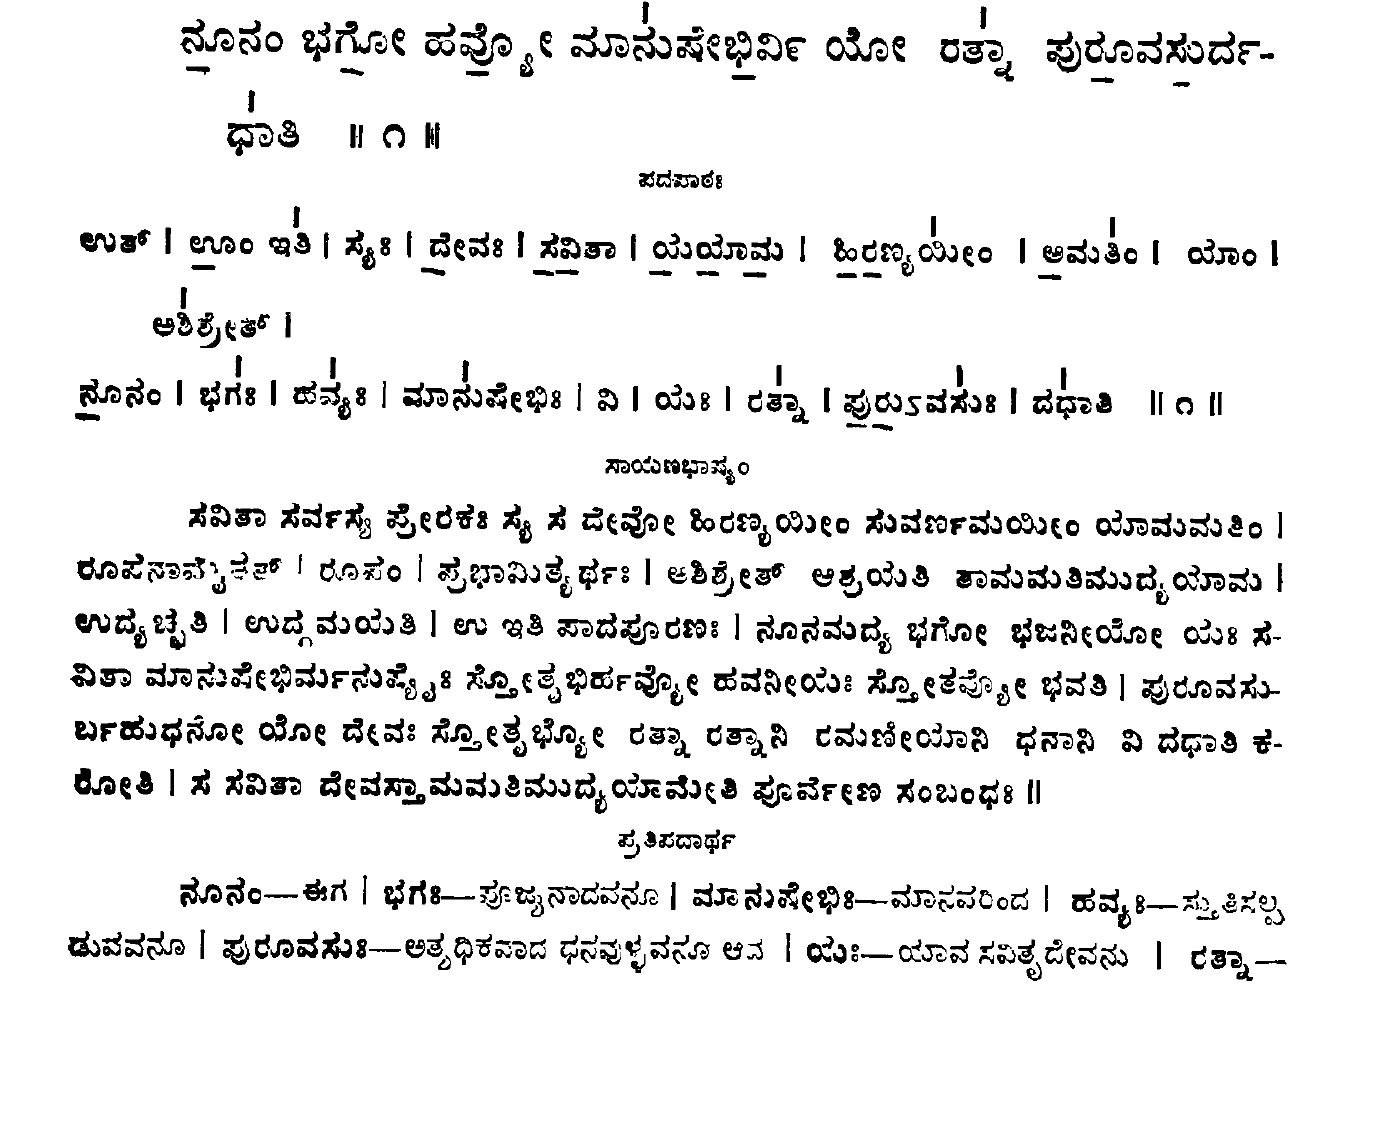 ನೂ॒ನಂ ಭಗೋ॒ ಹವ್ಯೋ॒ ಮಾನು॑ಷೇಭಿ॒ರ್ವಿ ಯೋ ರತ್ನಾ॑ ಪುರೂ॒ವಸು॒ರ್ದ-
ಧಾ॑ತಿ ॥ ೧ ॥
ಪದಪಾಠಃ
ಉತ್ । ಊಂ॒ ಇತಿ॑ । ಸ್ಯಃ । ದೇ॒ವಃ । ಸ॒ವಿ॒ತಾ । ಯ॒ಯಾ॒ಮ॒ । ಹಿ॒ರ॒ಣ್ಯಯೀಂ॑ । ಅ॒ಮತಿಂ॑ । ಯಾಂ ।
ಅಶಿ॑ಶ್ರೇತ್ ।
ನೂ॒ನಂ । ಭಗಃ॑ । ಹವ್ಯಃ॑ । ಮಾನು॑ಷೇಭಿಃ । ವಿ । ಯಃ । ರತ್ನಾ॑ । ಪು॒ರು॒ಽವಸುಃ॑ । ದಧಾ॑ತಿ ॥ ೧ ॥
ಸಾಯಣಭಾಷ್ಯಂ
ಸವಿತಾ ಸರ್ವಸ್ಯ ಪ್ರೇರಕಃ ಸ್ಯ ಸ ದೇವೋ ಹಿರಣ್ಯಯೀಂ ಸುವರ್ಣಮಯೀಂ ಯಾಮಮತಿಂ ।
ರೂಪನಾಮೈತತ್ । ರೂಪಂ । ಪ್ರಭಾಮಿತ್ಯರ್ಥಃ । ಅಶಿಶ್ರೇತ್ ಆಶ್ರಯತಿ ತಾಮಮತಿಮುದ್ಯಯಾಮ ।
ಉದ್ಯಚ್ಛತಿ । ಉದ್ಗಮಯತಿ । ಉ ಇತಿ ಪಾದಪೂರಣಃ । ನೂನಮದ್ಯ ಭಗೋ ಭಜನೀಯೋ ಯಃ ಸ-
ವಿತಾ ಮಾನುಷೇಭಿರ್ಮನುಷ್ಯೈಃ ಸ್ತೋತೃಭಿರ್ಹವ್ಯೋ ಹವನೀಯಃ ಸ್ತೋತವ್ಯೋ ಭವತಿ । ಪುರೂವಸು-
ರ್ಬಹುಧನೋ ಯೋ ದೇವಃ ಸ್ತೋತೃಭ್ಯೋ ರತ್ನಾ ರತ್ನಾನಿ ರಮಣೀಯಾನಿ ಧನಾನಿ ವಿ ದಧಾತಿ ಕ-
ರೋತಿ । ಸ ಸವಿತಾ ದೇವಸ್ತಾಮಮತಿಮುದ್ಯಯಾಮೇತಿ ಪೂರ್ವೇಣ ಸಂಬಂಧಃ ॥
ಪ್ರತಿಪದಾರ್ಥ
ನೂನಂ—ಈಗ । ಭಗಃ—ಪೂಜ್ಯನಾದವನೂ । ಮಾನುಷೇಭಿಃ—ಮಾನವರಿಂದ । ಹವ್ಯಃ—ಸ್ತುತಿಸಲ್ಪ
ಡುವವನೂ । ಪುರೂವಸುಃ—ಅತ್ಯಧಿಕವಾದ ಧನವುಳ್ಳವನೂ ಆದ । ಯಃ—ಯಾವ ಸವಿತೃದೇವನು । ರತ್ನಾ—